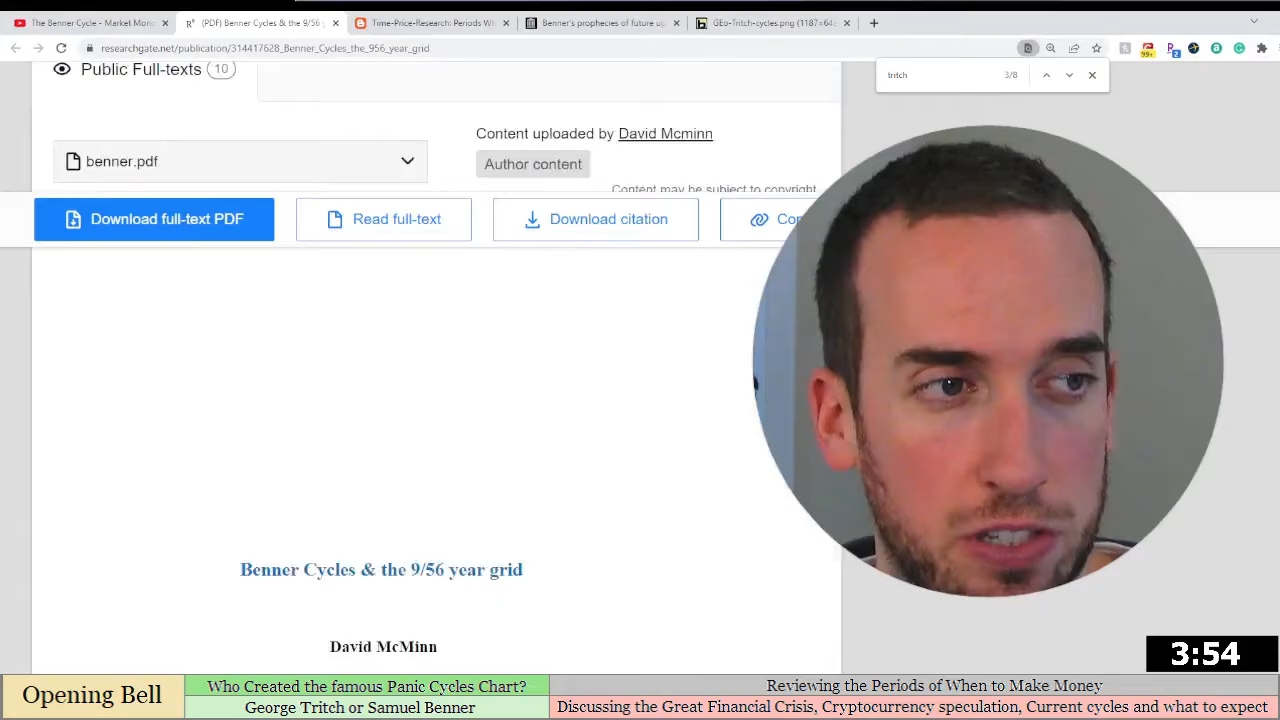 The Benner Cycle - Market Mone
(PDF) Benner Cycles & the 9/56 y
Time-Price-Research: Periods Wh
Benner's prophecies of future up
GEo-Tritch-cycles.png (1187×64
researchgate.net/publication/314417628_Benner_Cycles_the_956_year_grid
99+
2
Public Full-texts 10
tritch
3/8
benner.pdf
Content uploaded by David Mcminn
Author content
Content may be subject to copyright.
Download full-text PDF
Read full-text
Download citation
Benner Cycles & the 9/56 year grid
David McMinn
3:54
Opening Bell
Who Created the famous Panic Cycles Chart?
George Tritch or Samuel Benner
Reviewing the Periods of When to Make Money
Discussing the Great Financial Crisis, Cryptocurrency speculation, Current cycles and what to expect